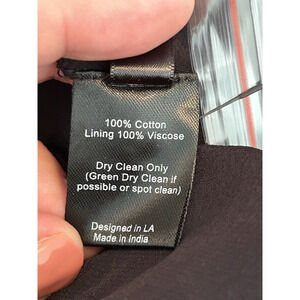 100% Cotton
Lining 100% Viscose
Dry Clean Only
(Green Dry Clean if
possible or spot clean)
Designed in LA
Made in India